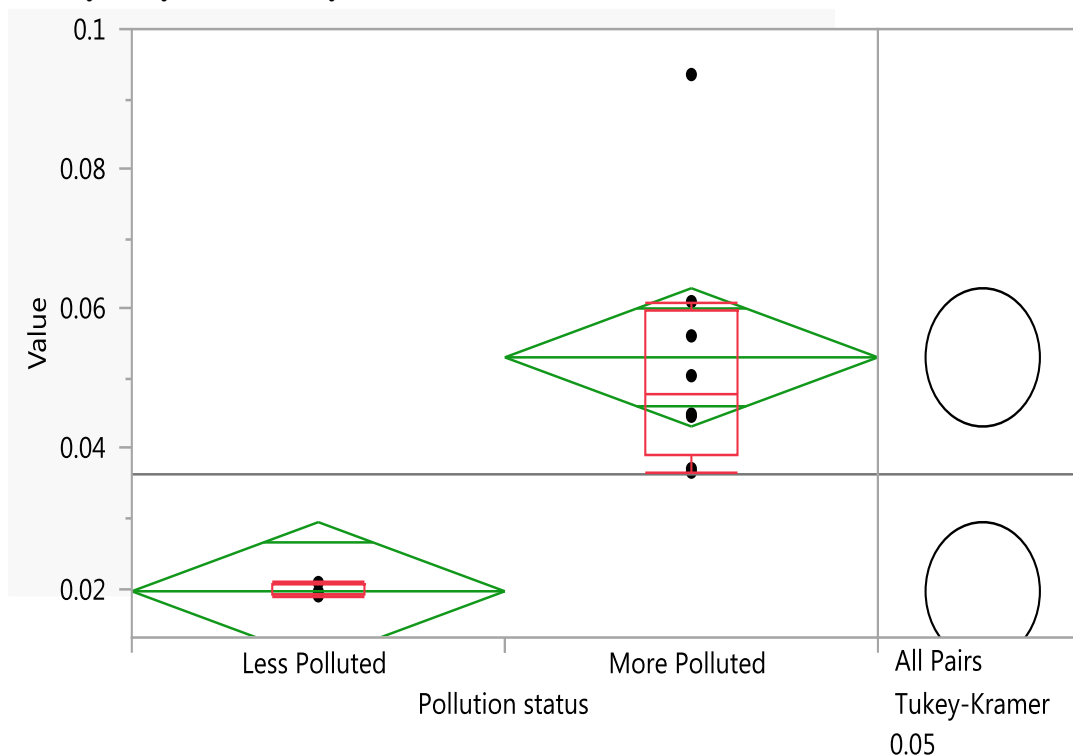 0.1
0.08
0.06
0.04
0.02
Value
Less Polluted
More Polluted
Pollution status
All Pairs
Tukey-Kramer
0.05